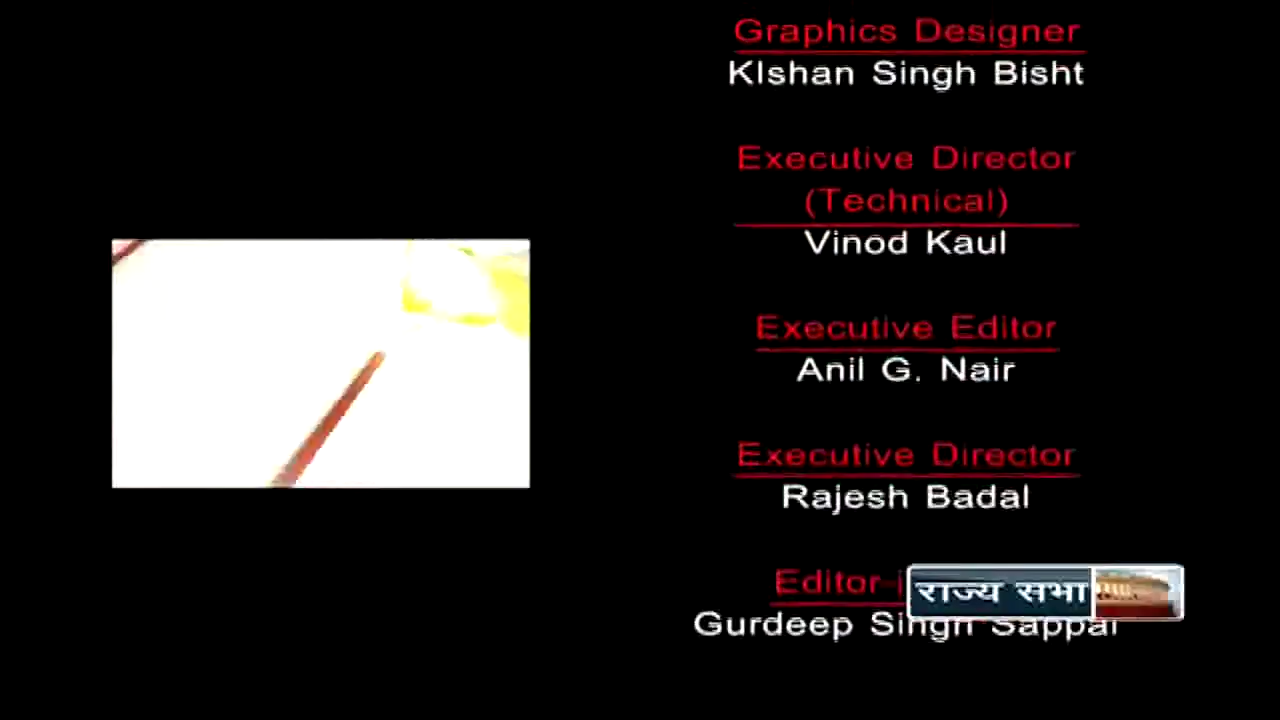 Graphics Designer
KIshan Singh Bisht
Executive Director
(Technical)
Vinod Kaul
Executive Editor
Anil G. Nair
Executive Director
Rajesh Badal
Editor-i
राज्य सभा
Gurdeep Singh Sappal